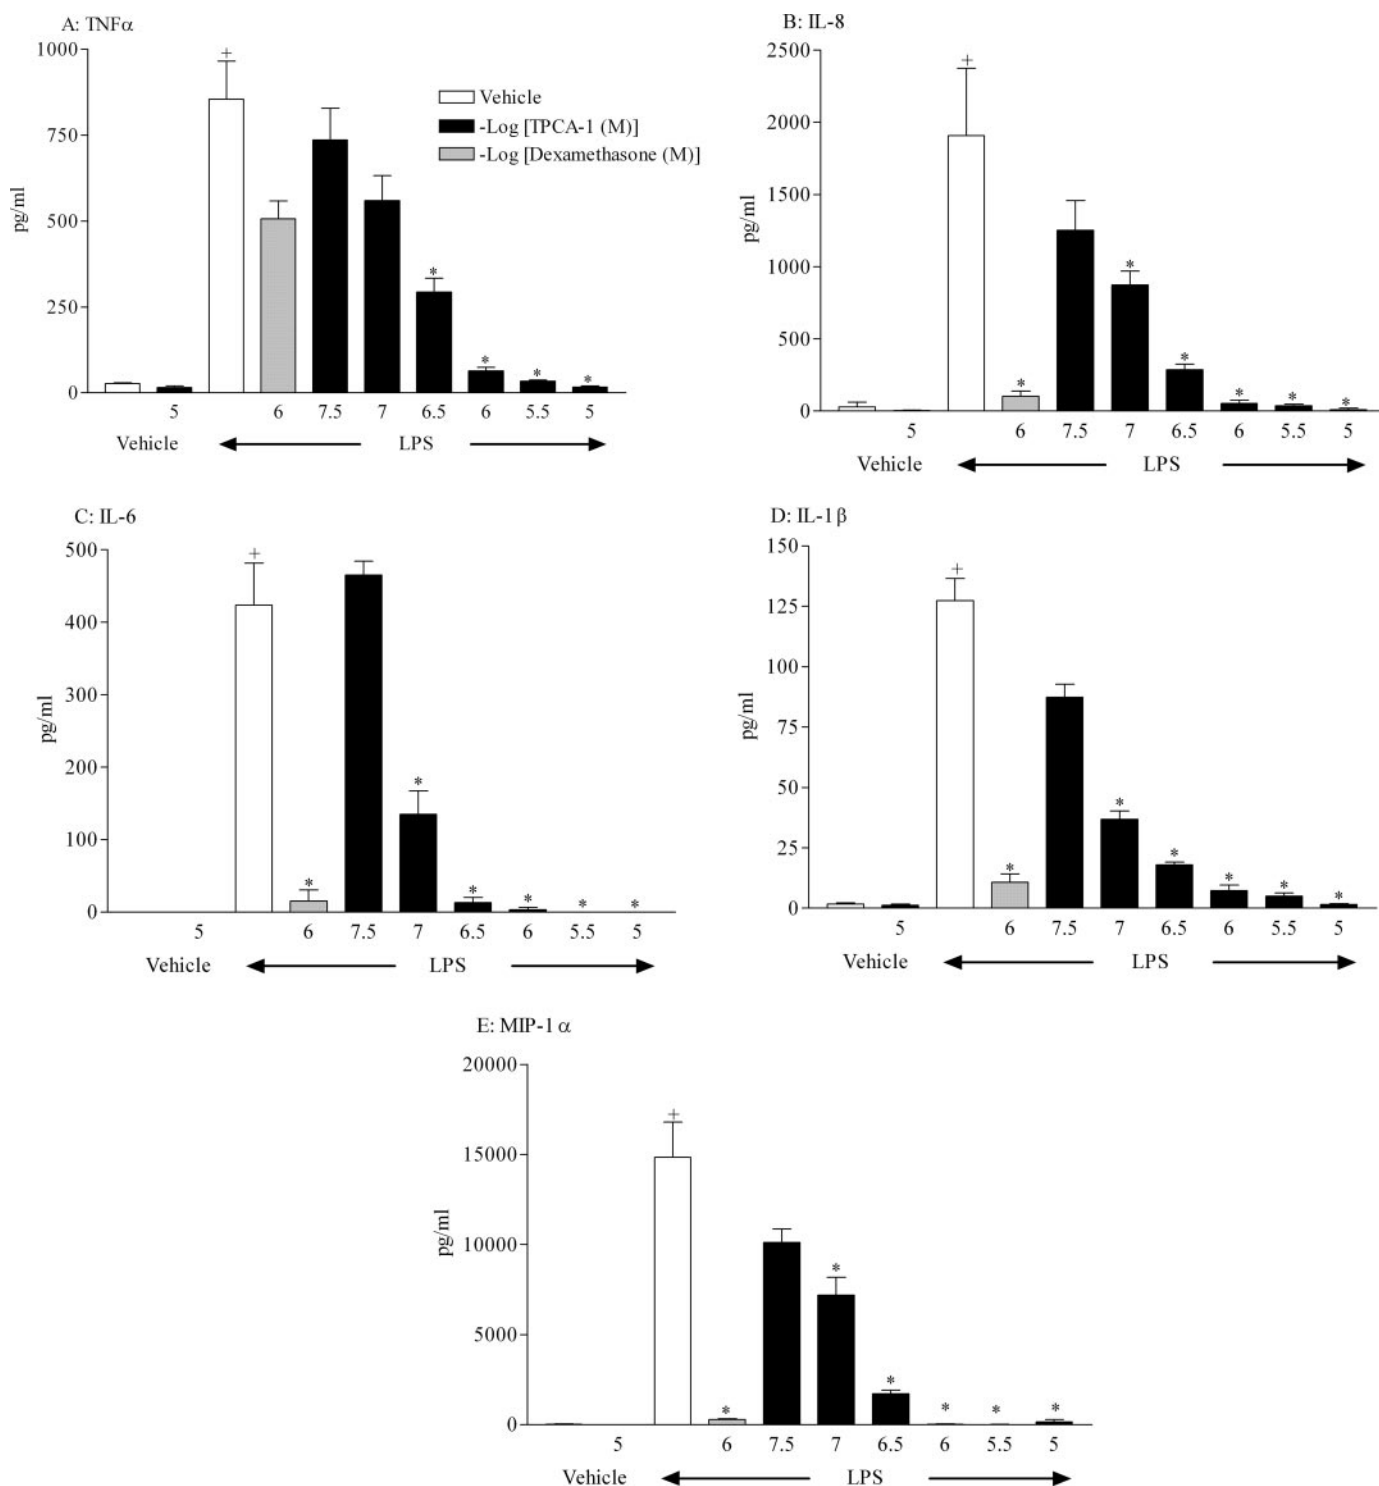 A: TNFα
1000
750
500
250
0
pg/ml
+
*
*
*
*
Vehicle
-Log [TPCA-1 (M)]
-Log [Dexamethasone (M)]
5 6 7.5 7 6.5 6 5.5 5
Vehicle LPS
B: IL-8
2500
2000
1500
1000
500
0
pg/ml
+
*
*
*
*
*
*
5 6 7.5 7 6.5 6 5.5 5
Vehicle LPS
C: IL-6
500
400
300
200
100
0
pg/ml
+
*
*
*
*
*
*
5 6 7.5 7 6.5 6 5.5 5
Vehicle LPS
D: IL-1β
150
125
100
75
50
25
0
pg/ml
+
*
*
*
*
*
*
5 6 7.5 7 6.5 6 5.5 5
Vehicle LPS
E: MIP-1α
20000
15000
10000
5000
0
pg/ml
+
*
*
*
*
*
*
5 6 7.5 7 6.5 6 5.5 5
Vehicle LPS